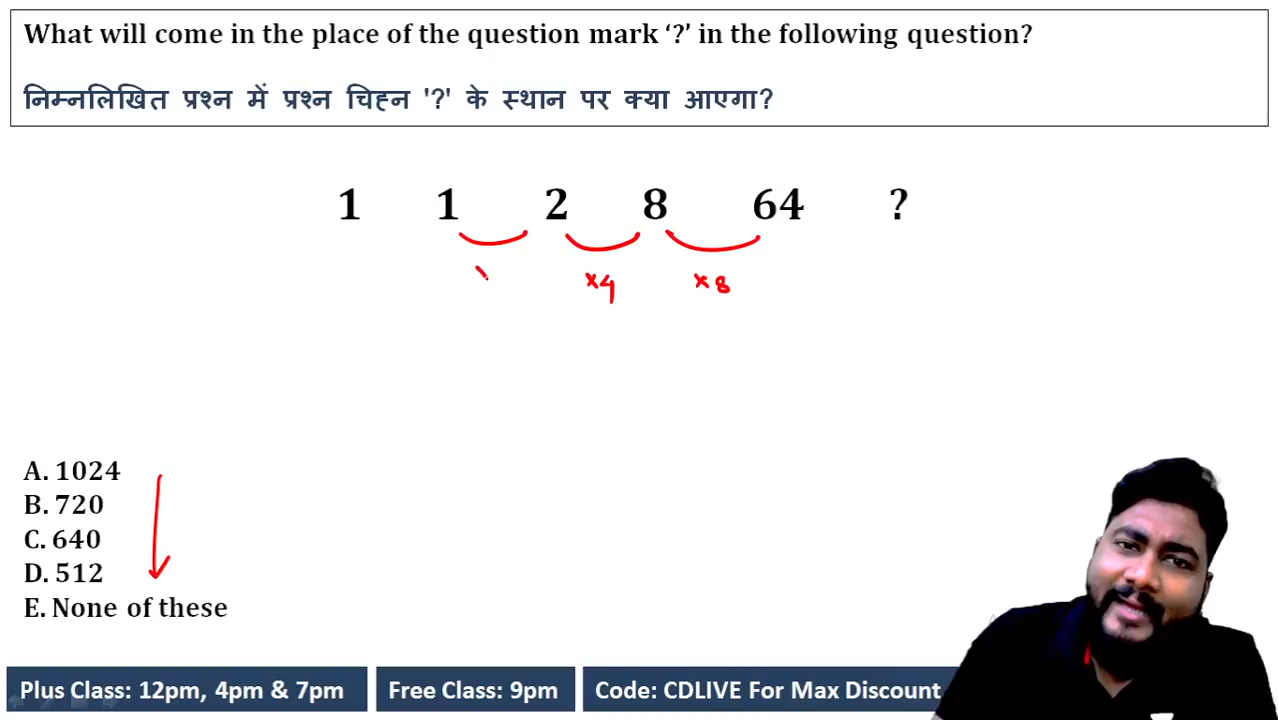 What will come in the place of the question mark ‘?’ in the following question?
निम्नलिखित प्रश्न में प्रश्न चिह्न '?' के स्थान पर क्या आएगा?
1 1 2 8 64 ?
×4 ×8
A. 1024
B. 720
C. 640
D. 512
E. None of these
Plus Class: 12pm, 4pm & 7pm Free Class: 9pm Code: CDLIVE For Max Discount